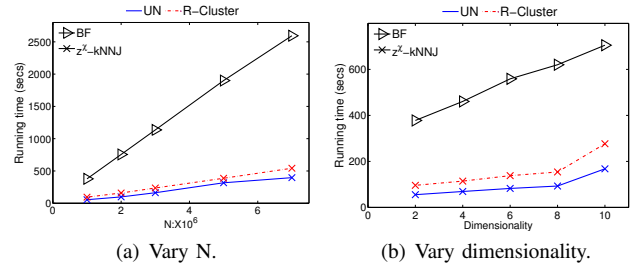 UN R-Cluster
BF
z^χ-kNNJ
Running time (secs)
2500
2000
1500
1000
500
0
0 2 4 6
N:X10^6
(a) Vary N.
UN R-Cluster
BF
z^χ-kNNJ
Running time (secs)
600
400
200
0
0 2 4 6 8 10
Dimensionality
(b) Vary dimensionality.